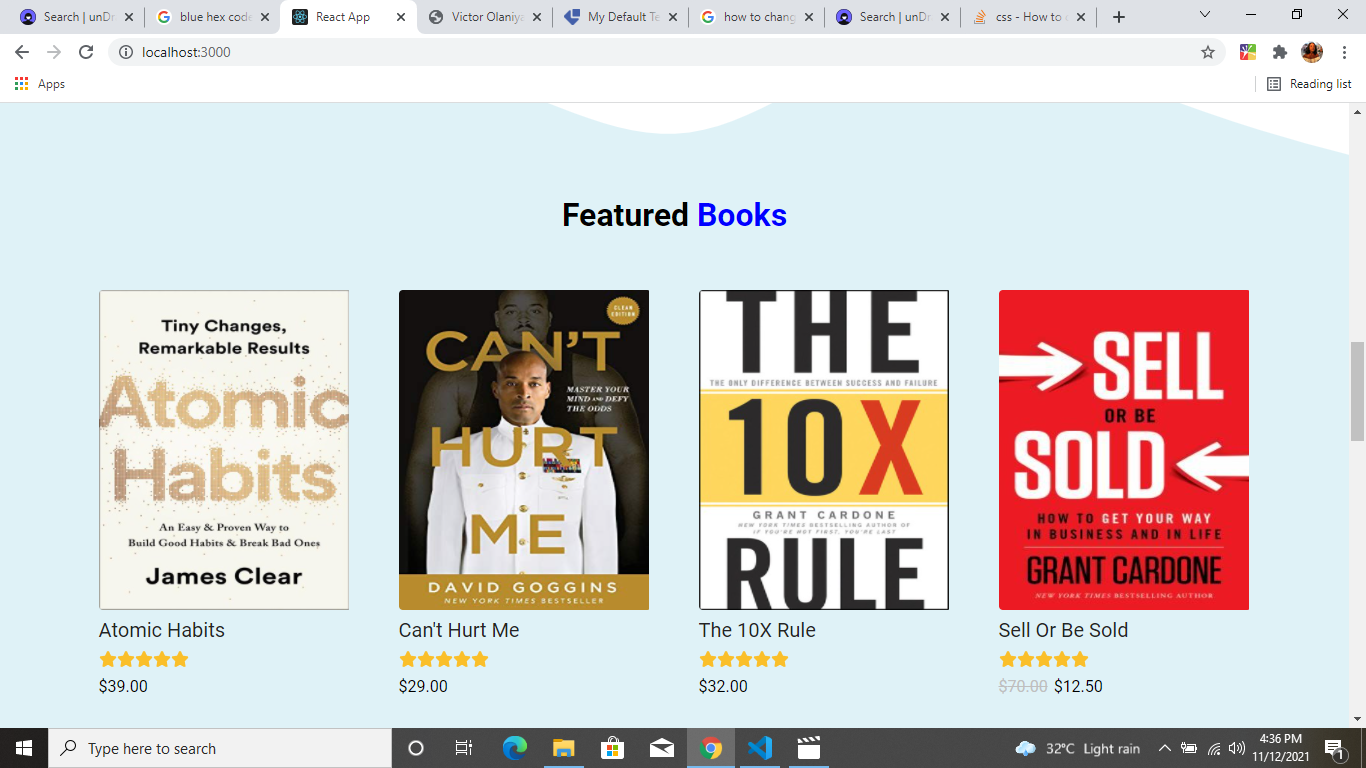 Search | unDr
blue hex code
React App
Victor Olaniya
My Default Te
how to chang
Search | unDr
css - How to c
localhost:3000
Apps
Reading list
Featured Books
Tiny Changes,
Remarkable Results
Atomic
Habits
An Easy & Proven Way to
Build Good Habits & Break Bad Ones
James Clear
Atomic Habits
$39.00
CLEAN
EDITION
CAN'T
MASTER YOUR
MIND AND DEFY
THE ODDS
HURT
ME
DAVID GOGGINS
NEW YORK TIMES BESTSELLER
Can't Hurt Me
$29.00
THE
THE ONLY DIFFERENCE BETWEEN SUCCESS AND FAILURE
10X
GRANT CARDONE
NEW YORK TIMES BESTSELLING AUTHOR OF
IF YOU'RE NOT FIRST, YOU'RE LAST
RULE
The 10X Rule
$32.00
SELL
OR BE
SOLD
HOW TO GET YOUR WAY
IN BUSINESS AND IN LIFE
GRANT CARDONE
NEW YORK TIMES BESTSELLING AUTHOR
Sell Or Be Sold
$70.00 $12.50
Type here to search
32°C Light rain
4:36 PM
11/12/2021
1